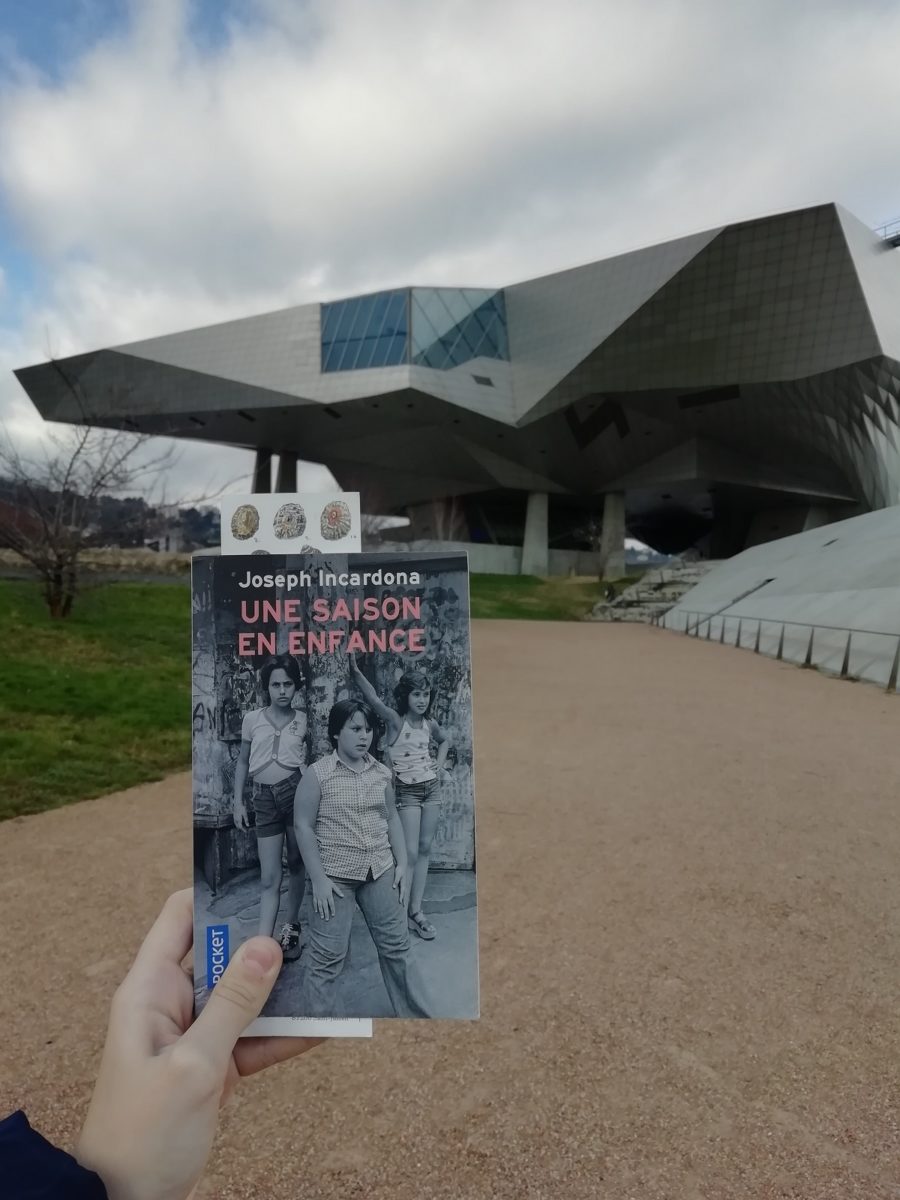 Joseph Incardona
UNE SAISON
EN ENFANCE
POCKET